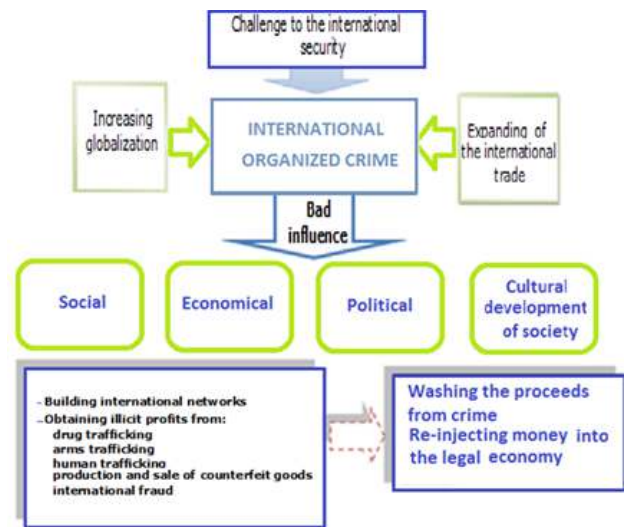 Challenge to the international
security
Increasing
globalization
INTERNATIONAL
ORGANIZED CRIME
Expanding of
the international
trade
Bad
influence
Social
Economical
Political
Cultural
development
of society
– Building international networks
– Obtaining illicit profits from:
drug trafficking
arms trafficking
human trafficking
production and sale of counterfeit goods
international fraud
Washing the proceeds
from crime
Re-injecting money into
the legal economy